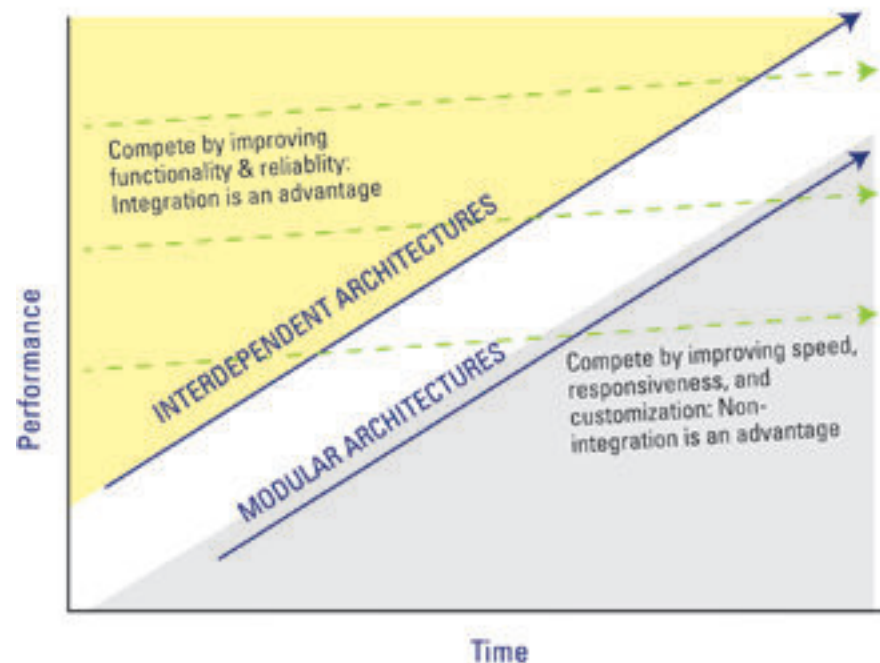 Compete by improving
functionality & reliablity:
Integration is an advantage
INTERDEPENDENT ARCHITECTURES
MODULAR ARCHITECTURES
Compete by improving speed,
responsiveness, and
customization: Non-
integration is an advantage
Performance
Time